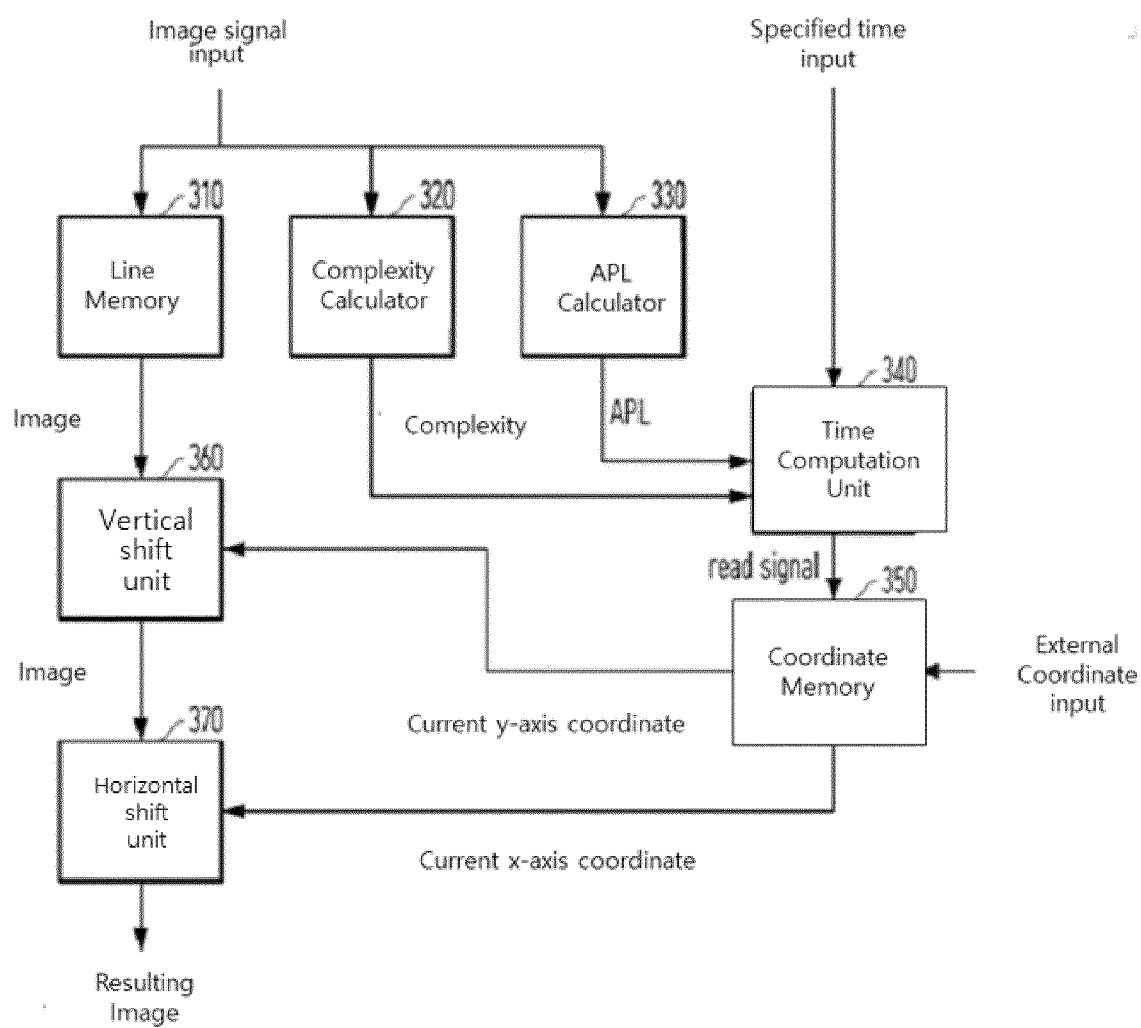 Image signal
input
Specified time
input
310
320
330
Line
Memory
Complexity
Calculator
APL
Calculator
340
Image
Complexity
APL
Time
Computation
Unit
360
Vertical
shift
unit
read signal
350
Coordinate
Memory
External
Coordinate
input
Image
370
Current y-axis coordinate
Horizontal
shift
unit
Current x-axis coordinate
Resulting
Image